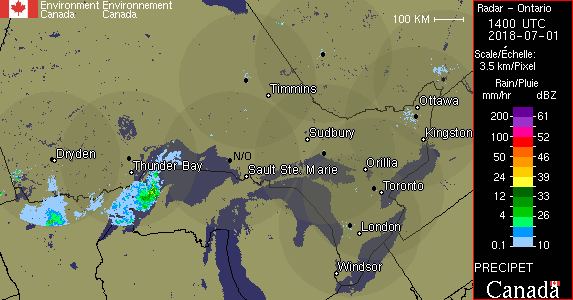 Environment Environnement
Canada Canada
100 KM
Timmins
Ottawa
Sudbury
Kingston
Dryden
N/O
Thunder Bay
Sault Ste. Marie
Orillia
Toronto
London
Windsor
Radar - Ontario
1400 UTC
2018-07-01
Scale/Échelle:
3.5 km/Pixel
Rain/Pluie
mm/hr dBZ
200 61
100 52
50 46
24 39
12 33
4 26
0.1 10
PRECIPET
Canada